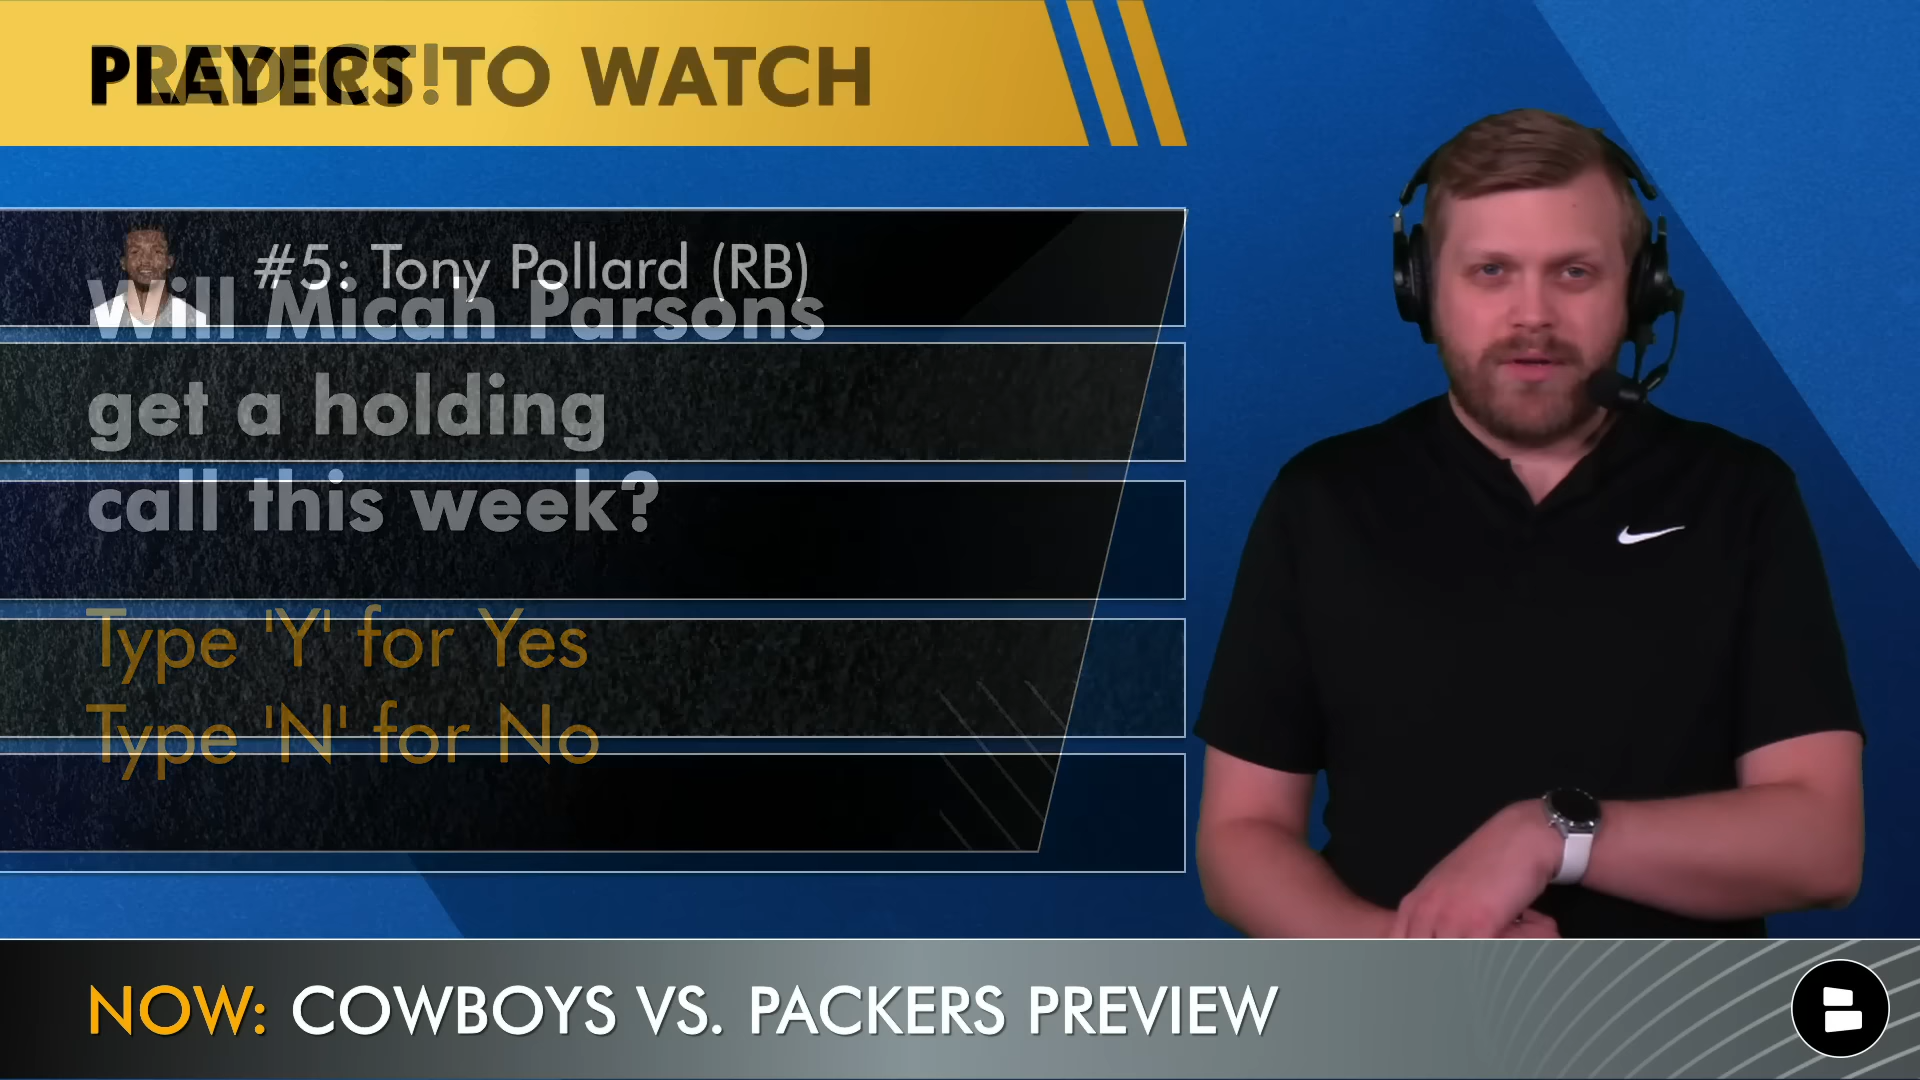 PLAYERS TO WATCH
PREDICT!
#5: Tony Pollard (RB)
Will Micah Parsons
get a holding
call this week?
Type 'Y' for Yes
Type 'N' for No
NOW: COWBOYS VS. PACKERS PREVIEW